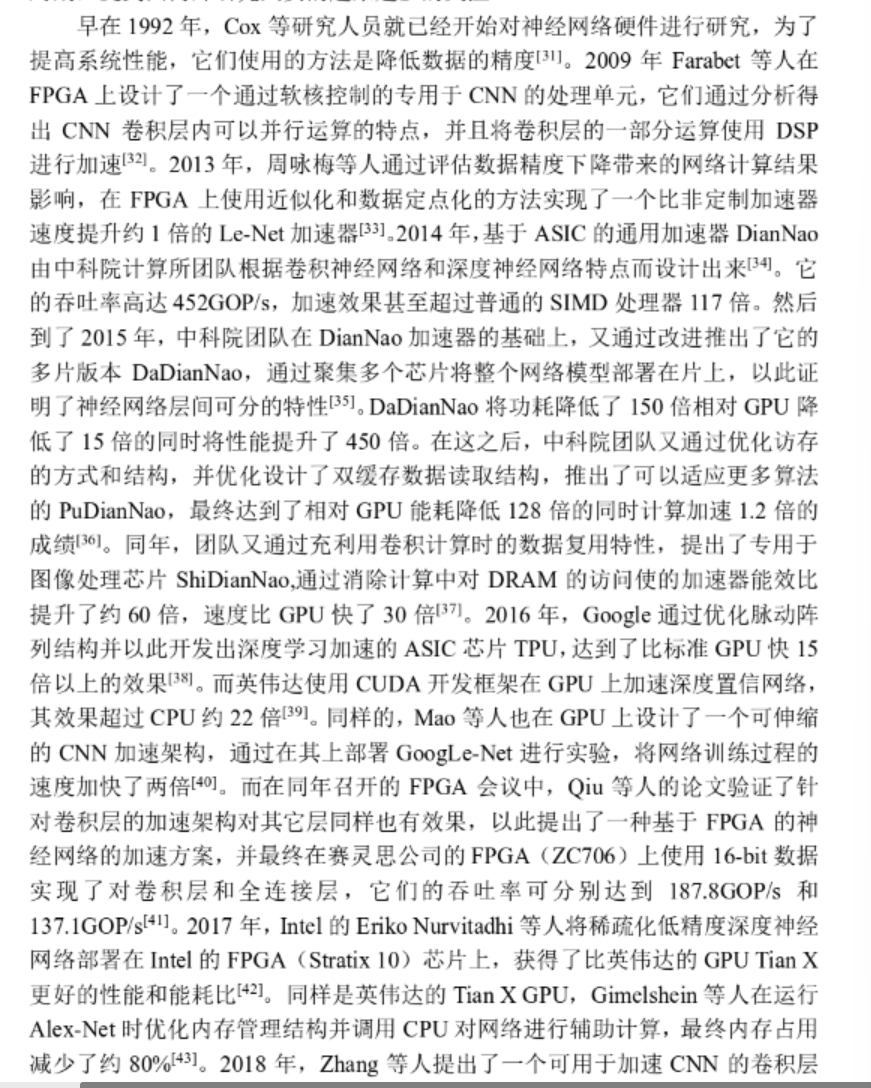 早在 1992 年，Cox 等研究人员就已经开始对神经网络硬件进行研究，为了
提高系统性能，它们使用的方法是降低数据的精度[31]。2009 年 Farabet 等人在
FPGA 上设计了一个通过软核控制的专用于 CNN 的处理单元，它们通过分析得
出 CNN 卷积层内可以并行运算的特点，并且将卷积层的一部分运算使用 DSP
进行加速[32]。2013 年，周咏梅等人通过评估数据精度下降带来的网络计算结果
影响，在 FPGA 上使用近似化和数据定点化的方法实现了一个比非定制加速器
速度提升约 1 倍的 Le-Net 加速器[33]。2014 年，基于 ASIC 的通用加速器 DianNao
由中科院计算所团队根据卷积神经网络和深度神经网络特点而设计出来[34]。它
的吞吐率高达 452GOP/s，加速效果甚至超过普通的 SIMD 处理器 117 倍。然后
到了 2015 年，中科院团队在 DianNao 加速器的基础上，又通过改进推出了它的
多片版本 DaDianNao，通过聚集多个芯片将整个网络模型部署在片上，以此证
明了神经网络层间可分的特性[35]。DaDianNao 将功耗降低了 150 倍相对 GPU 降
低了 15 倍的同时将性能提升了 450 倍。在这之后，中科院团队又通过优化访存
的方式和结构，并优化设计了双缓存数据读取结构，推出了可以适应更多算法
的 PuDianNao，最终达到了相对 GPU 能耗降低 128 倍的同时计算加速 1.2 倍的
成绩[36]。同年，团队又通过充利用卷积计算时的数据复用特性，提出了专用于
图像处理芯片 ShiDianNao,通过消除计算中对 DRAM 的访问使的加速器能效比
提升了约 60 倍，速度比 GPU 快了 30 倍[37]。2016 年，Google 通过优化脉动阵
列结构并以此开发出深度学习加速的 ASIC 芯片 TPU，达到了比标准 GPU 快 15
倍以上的效果[38]。而英伟达使用 CUDA 开发框架在 GPU 上加速深度置信网络，
其效果超过 CPU 约 22 倍[39]。同样的，Mao 等人也在 GPU 上设计了一个可伸缩
的 CNN 加速架构，通过在其上部署 GoogLe-Net 进行实验，将网络训练过程的
速度加快了两倍[40]。而在同年召开的 FPGA 会议中，Qiu 等人的论文验证了针
对卷积层的加速架构对其它层同样也有效果，以此提出了一种基于 FPGA 的神
经网络的加速方案，并最终在赛灵思公司的 FPGA（ZC706）上使用 16-bit 数据
实现了对卷积层和全连接层，它们的吞吐率可分别达到 187.8GOP/s 和
137.1GOP/s[41]。2017 年，Intel 的 Eriko Nurvitadhi 等人将稀疏化低精度深度神经
网络部署在 Intel 的 FPGA（Stratix 10）芯片上，获得了比英伟达的 GPU Tian X
更好的性能和能耗比[42]。同样是英伟达的 Tian X GPU，Gimelshein 等人在运行
Alex-Net 时优化内存管理结构并调用 CPU 对网络进行辅助计算，最终内存占用
减少了约 80%[43]。2018 年，Zhang 等人提出了一个可用于加速 CNN 的卷积层